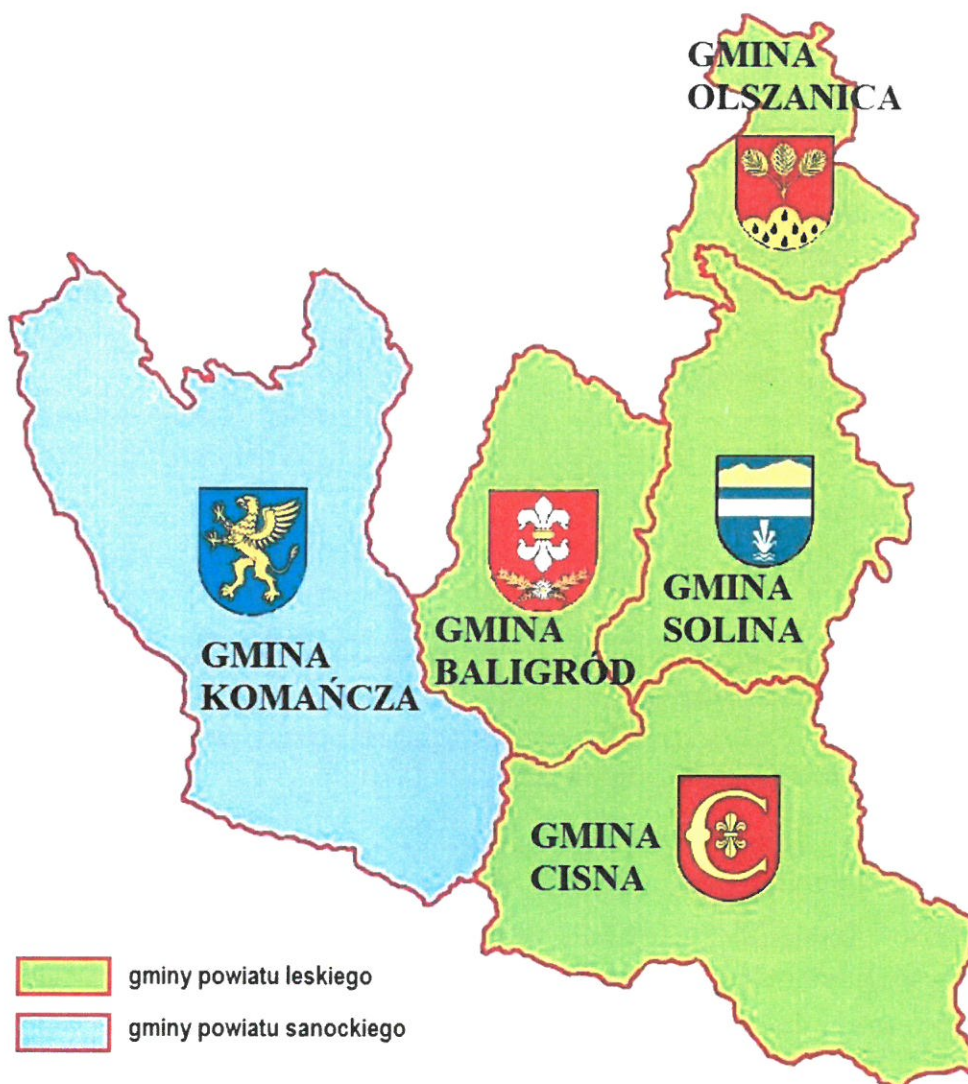 GMINA
OLSZANICA
GMINA
SOLINA
GMINA
BALIGRÓD
GMINA
KOMAŃCZA
GMINA
CISNA
C
gminy powiatu leskiego
gminy powiatu sanockiego